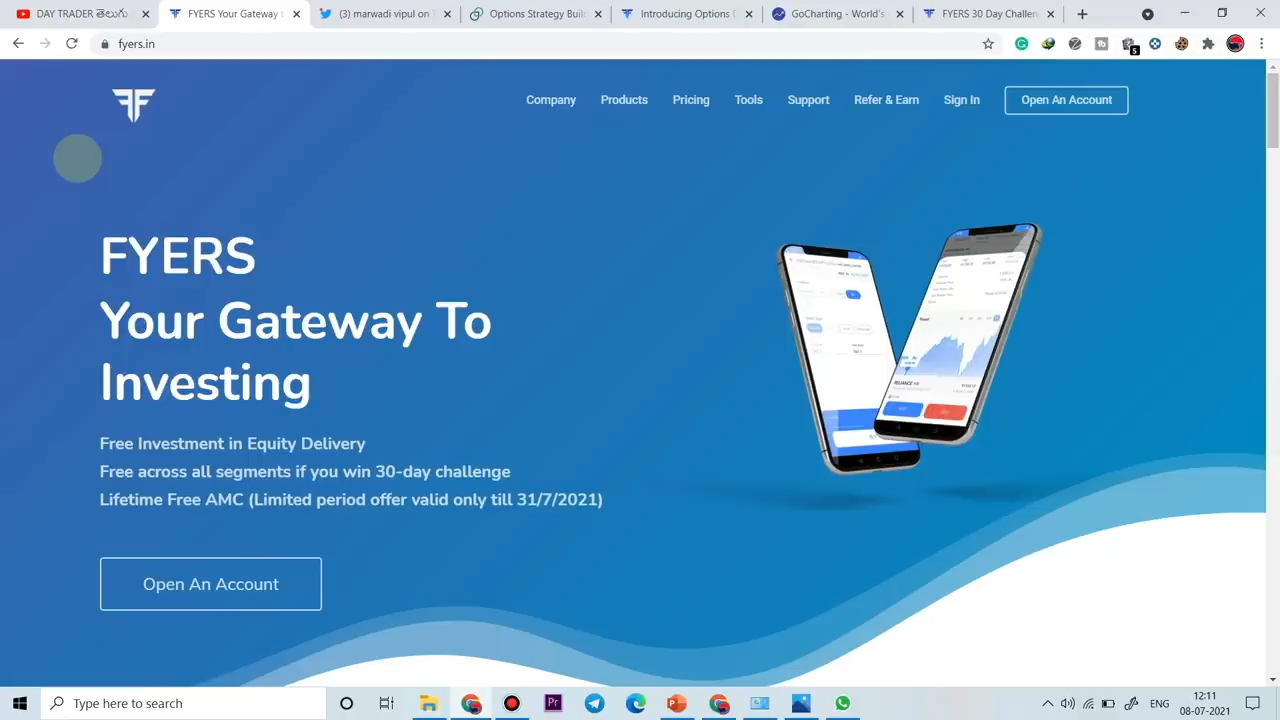 DAY TRADER తెలుగు
FYERS Your Gateway t
(3) marwadi vipul on T
Options Strategy Buil
Introducing Options D
GoCharting - World's
FYERS 30 Day Challen
fyers.in
5
Company
Products
Pricing
Tools
Support
Refer & Earn
Sign In
Open An Account
FYERS
Your Gateway To
Investing
Free Investment in Equity Delivery
Free across all segments if you win 30-day challenge
Lifetime Free AMC (Limited period offer valid only till 31/7/2021)
Open An Account
RELIANCE
Type here to search
Pr
ENG
12:11
08-07-2021